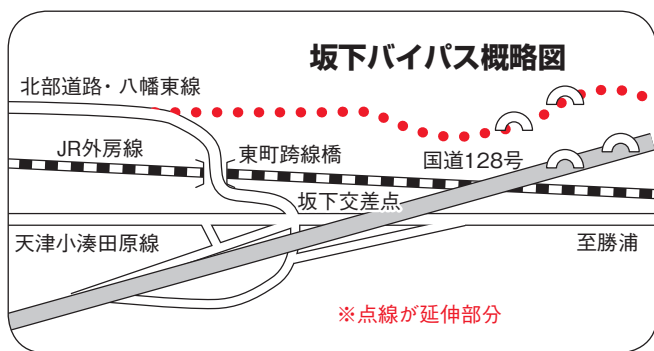 坂下バイパス概略図
北部道路・八幡東線
JR外房線
東町跨線橋
国道128号
坂下交差点
天津小湊田原線
至勝浦
※点線が延伸部分